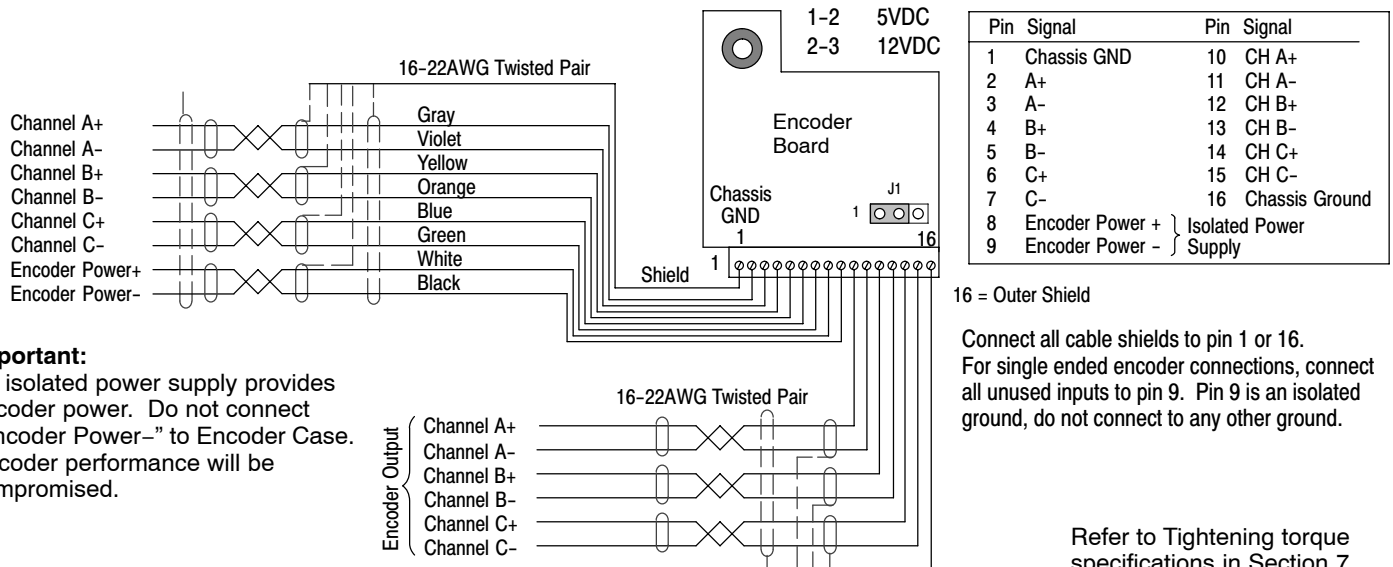 1-2 5VDC
2-3 12VDC
16-22AWG Twisted Pair
Channel A+
Channel A-
Channel B+
Channel B-
Channel C+
Channel C-
Encoder Power+
Encoder Power-
Gray
Violet
Yellow
Orange
Blue
Green
White
Black
Shield
Encoder
Board
Chassis
GND
J1
1
1
16
1
Pin Signal Pin Signal
1 Chassis GND 10 CH A+
2 A+ 11 CH A-
3 A- 12 CH B+
4 B+ 13 CH B-
5 B- 14 CH C+
6 C+ 15 CH C-
7 C- 16 Chassis Ground
8 Encoder Power + Isolated Power
9 Encoder Power - Supply
16 = Outer Shield
Connect all cable shields to pin 1 or 16.
For single ended encoder connections, connect
all unused inputs to pin 9. Pin 9 is an isolated
ground, do not connect to any other ground.
isolated power supply provides
power. Do not connect
Power-” to Encoder Case.
performance will be
16-22AWG Twisted Pair
Encoder Output
Channel A+
Channel A-
Channel B+
Channel B-
Channel C+
Channel C-
Refer to Tightening torque
specifications in Section 7